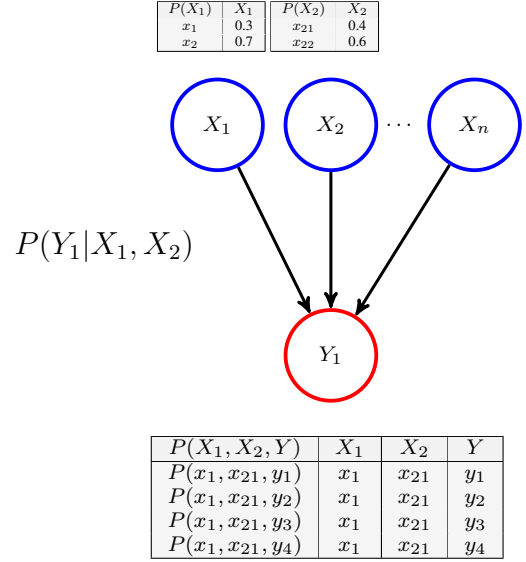 P(X₁) X₁ P(X₂) X₂
x₁ 0.3 x₂₁ 0.4
x₂ 0.7 x₂₂ 0.6
X₁ X₂ ⋯ Xₙ
P(Y₁|X₁, X₂)
Y₁
P(X₁, X₂, Y) X₁ X₂ Y
P(x₁, x₂₁, y₁) x₁ x₂₁ y₁
P(x₁, x₂₁, y₂) x₁ x₂₁ y₂
P(x₁, x₂₁, y₃) x₁ x₂₁ y₃
P(x₁, x₂₁, y₄) x₁ x₂₁ y₄